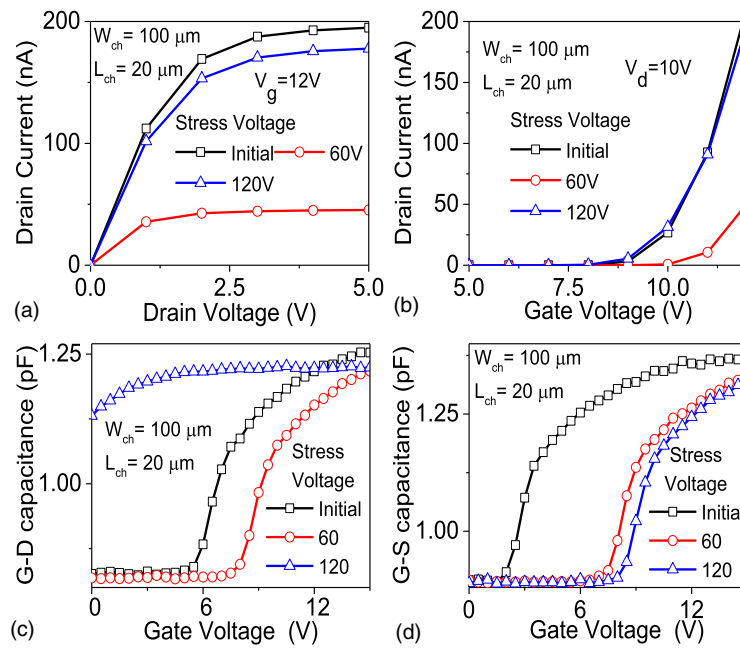 200
W_ch= 100 μm
L_ch= 20 μm
V_g=12V
Stress Voltage
Initial 60V
120V
100
0
0.0 2.5 5.0
Drain Current (nA)
Drain Voltage (V)
(a)
200
W_ch= 100 μm
L_ch= 20 μm
V_d=10V
Stress Voltage
Initial
60V
120V
150
100
50
0
5.0 7.5 10.0
Drain Current (nA)
Gate Voltage (V)
(b)
1.25
W_ch= 100 μm
L_ch= 20 μm
Stress
Voltage
Initial
60
120
1.00
0 6 12
G-D capacitance (pF)
Gate Voltage (V)
(c)
W_ch= 100 μm
L_ch= 20 μm
1.25
Stress
Voltage
Initial
60
120
0.90
0 6 12
G-S capacitance (pF)
Gate Voltage (V)
(d)